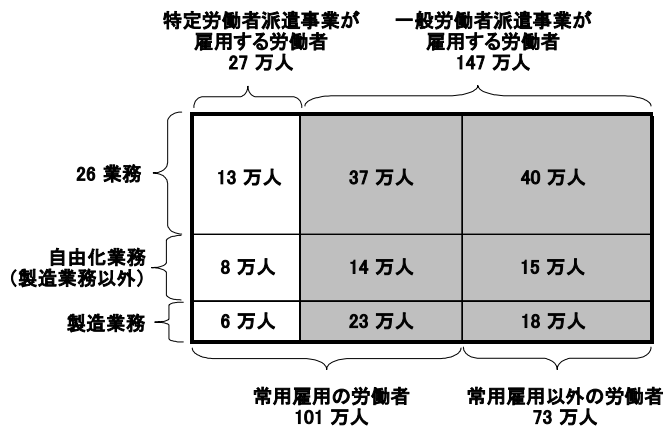 特定労働者派遣事業が
雇用する労働者
27 万人
一般労働者派遣事業が
雇用する労働者
147 万人
26 業務
13 万人
37 万人
40 万人
自由化業務
(製造業務以外)
8 万人
14 万人
15 万人
製造業務
6 万人
23 万人
18 万人
常用雇用の労働者
101 万人
常用雇用以外の労働者
73 万人